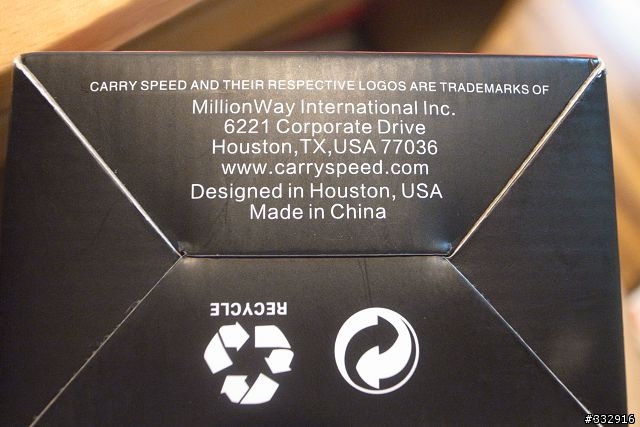 CARRY SPEED AND THEIR RESPECTIVE LOGOS ARE TRADEMARKS OF
MillionWay International Inc.
6221 Corporate Drive
Houston,TX,USA 77036
www.carryspeed.com
Designed in Houston, USA
Made in China
RECYCLE
#332916